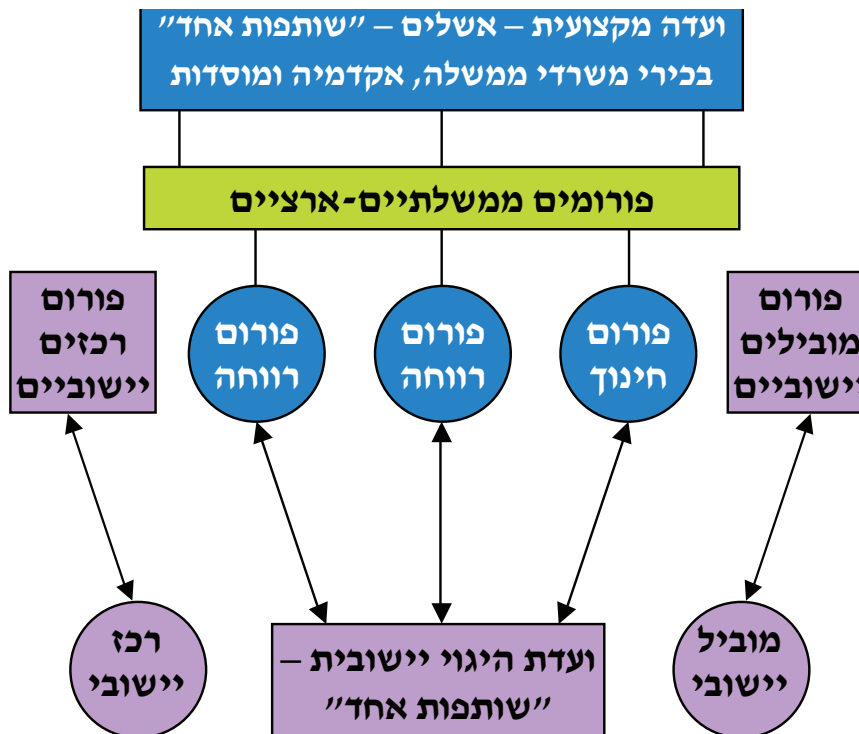 ועדה מקצועית – אשלים – "שותפות אחד"
בכירי משרדי ממשלה, אקדמיה ומוסדות
פורומים ממשלתיים-ארציים
פורום
מובילים
יישוביים
פורום
חינוך
פורום
רווחה
פורום
רווחה
פורום
רכזים
יישוביים
מוביל
יישובי
ועדת היגוי יישובית –
"שותפות אחד"
רכז
יישובי